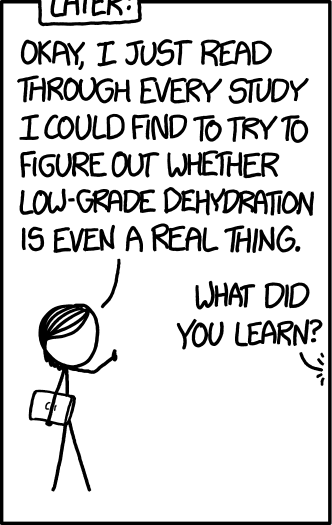 LATER:
OKAY, I JUST READ
THROUGH EVERY STUDY
I COULD FIND TO TRY TO
FIGURE OUT WHETHER
LOW-GRADE DEHYDRATION
IS EVEN A REAL THING.
WHAT DID
YOU LEARN?